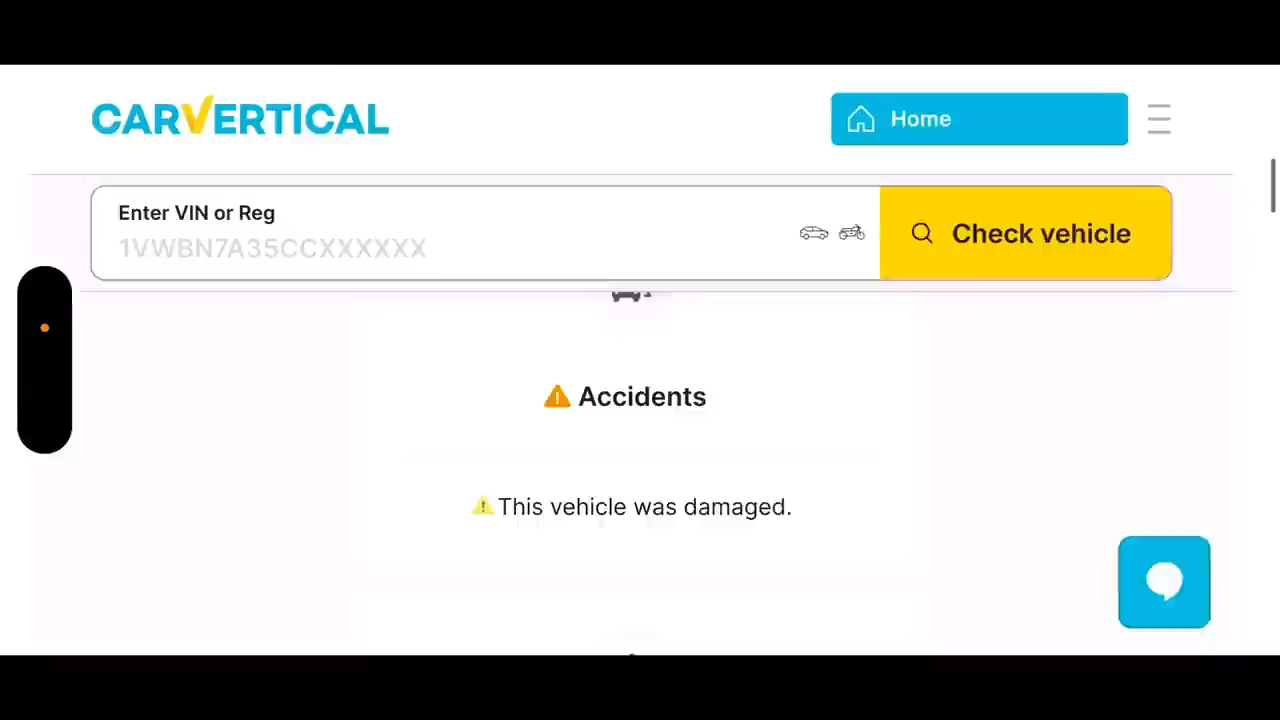 CARVERTICAL
Home
Enter VIN or Reg
1VWBN7A35CCXXXXXX
Check vehicle
Accidents
This vehicle was damaged.